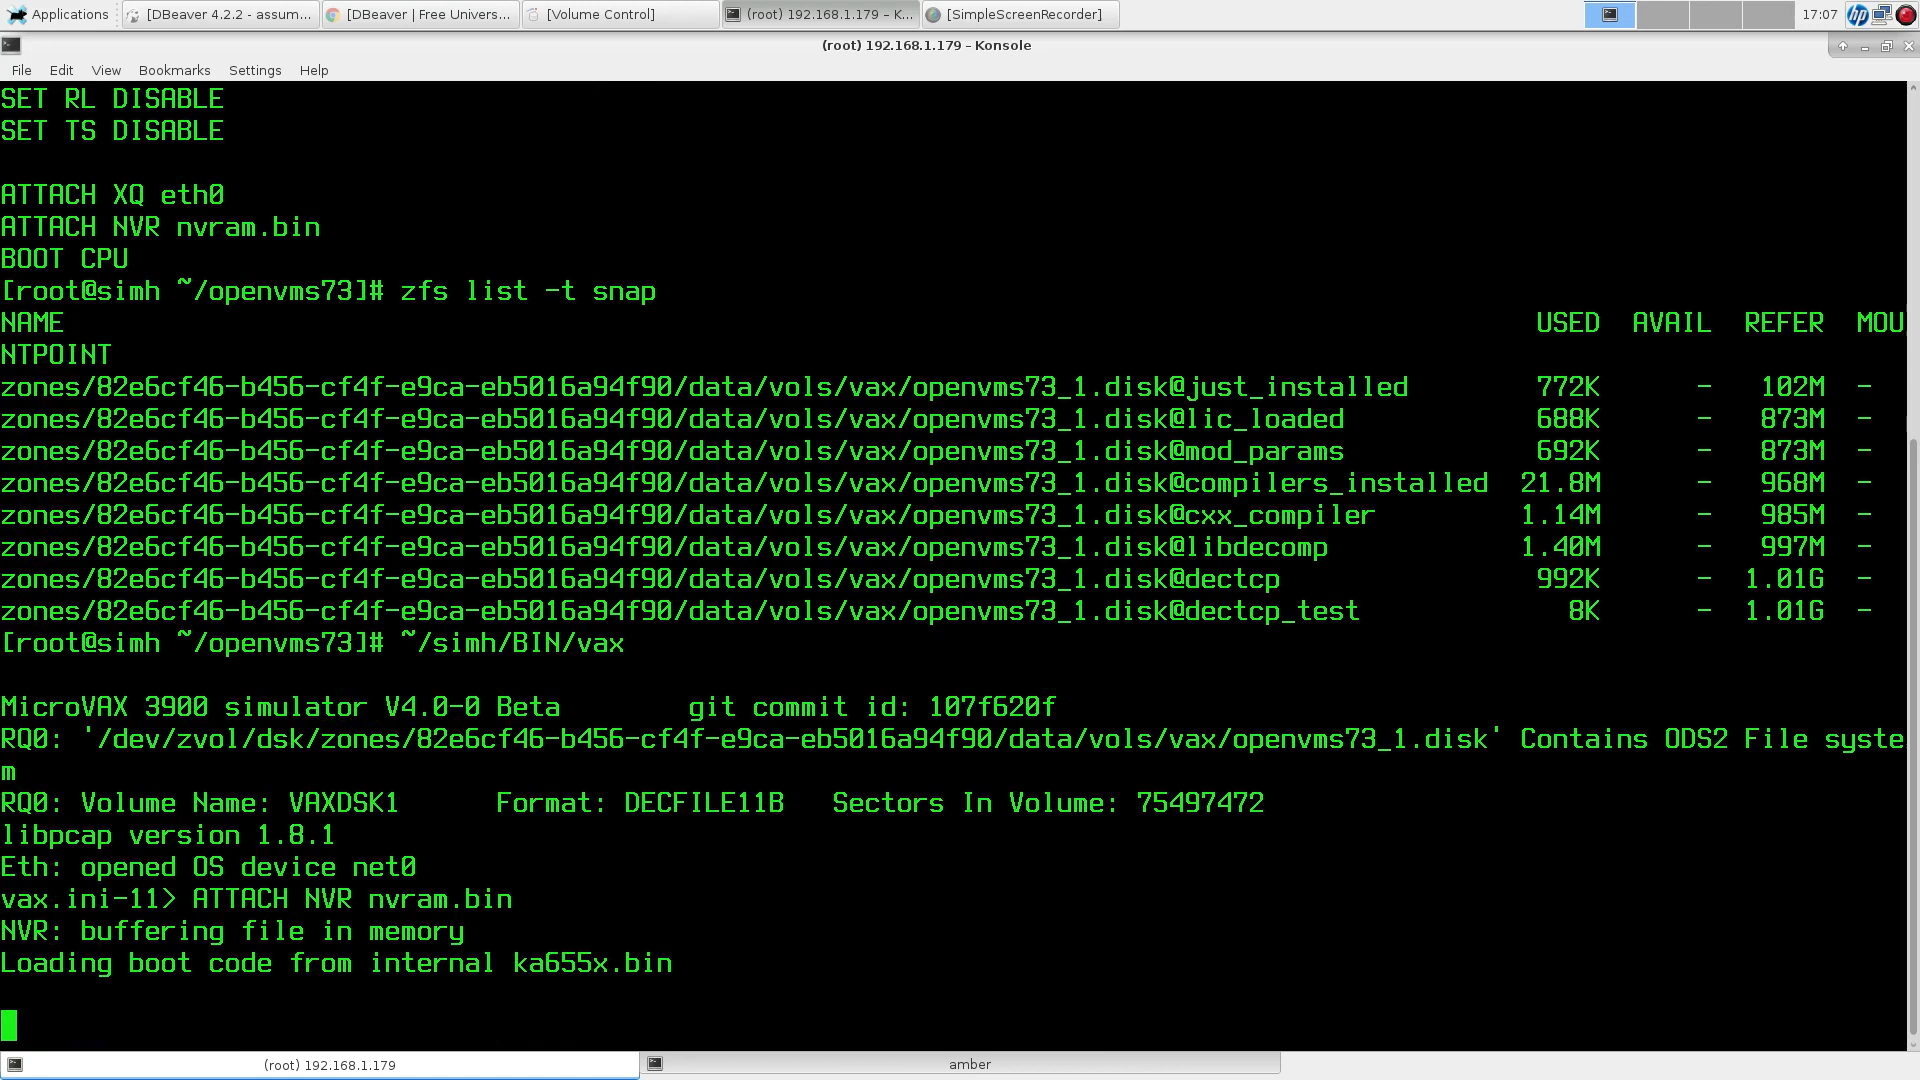 Applications [DBeaver 4.2.2 - assum... [DBeaver | Free Univers... [Volume Control] (root) 192.168.1.179 – K... [SimpleScreenRecorder] 17:07
(root) 192.168.1.179 – Konsole
File Edit View Bookmarks Settings Help
SET RL DISABLE
SET TS DISABLE
ATTACH XQ eth0
ATTACH NVR nvram.bin
BOOT CPU
[root@simh ~/openvms73]# zfs list -t snap
NAME USED AVAIL REFER MOU
NTPOINT
zones/82e6cf46-b456-cf4f-e9ca-eb5016a94f90/data/vols/vax/openvms73_1.disk@just_installed 772K - 102M -
zones/82e6cf46-b456-cf4f-e9ca-eb5016a94f90/data/vols/vax/openvms73_1.disk@lic_loaded 688K - 873M -
zones/82e6cf46-b456-cf4f-e9ca-eb5016a94f90/data/vols/vax/openvms73_1.disk@mod_params 692K - 873M -
zones/82e6cf46-b456-cf4f-e9ca-eb5016a94f90/data/vols/vax/openvms73_1.disk@compilers_installed 21.8M - 968M -
zones/82e6cf46-b456-cf4f-e9ca-eb5016a94f90/data/vols/vax/openvms73_1.disk@cxx_compiler 1.14M - 985M -
zones/82e6cf46-b456-cf4f-e9ca-eb5016a94f90/data/vols/vax/openvms73_1.disk@libdecomp 1.40M - 997M -
zones/82e6cf46-b456-cf4f-e9ca-eb5016a94f90/data/vols/vax/openvms73_1.disk@dectcp 992K - 1.01G -
zones/82e6cf46-b456-cf4f-e9ca-eb5016a94f90/data/vols/vax/openvms73_1.disk@dectcp_test 8K - 1.01G -
[root@simh ~/openvms73]# ~/simh/BIN/vax
MicroVAX 3900 simulator V4.0-0 Beta git commit id: 107f620f
RQ0: '/dev/zvol/dsk/zones/82e6cf46-b456-cf4f-e9ca-eb5016a94f90/data/vols/vax/openvms73_1.disk' Contains ODS2 File syste
m
RQ0: Volume Name: VAXDSK1 Format: DECFILE11B Sectors In Volume: 75497472
libpcap version 1.8.1
Eth: opened OS device net0
vax.ini-11> ATTACH NVR nvram.bin
NVR: buffering file in memory
Loading boot code from internal ka655x.bin
(root) 192.168.1.179 amber